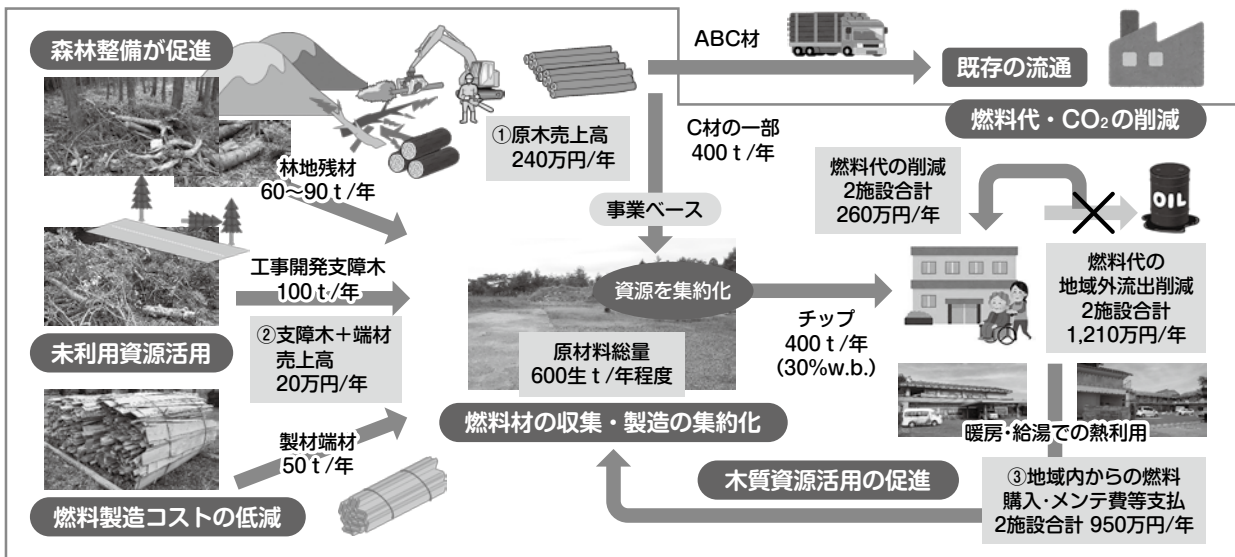 森林整備が促進
林地残材
60〜90ｔ/年
①原木売上高
240万円/年
ABC材
既存の流通
C材の一部
400ｔ/年
事業ベース
燃料代・CO₂の削減
燃料代の削減
2施設合計
260万円/年
OIL
燃料代の
地域外流出削減
2施設合計
1,210万円/年
工事開発支障木
100ｔ/年
未利用資源活用
②支障木＋端材
売上高
20万円/年
資源を集約化
原材料総量
600生ｔ/年程度
チップ
400ｔ/年
（30%w.b.）
燃料材の収集・製造の集約化
製材端材
50ｔ/年
燃料製造コストの低減
暖房・給湯での熱利用
木質資源活用の促進
③地域内からの燃料
購入・メンテ費等支払
2施設合計 950万円/年